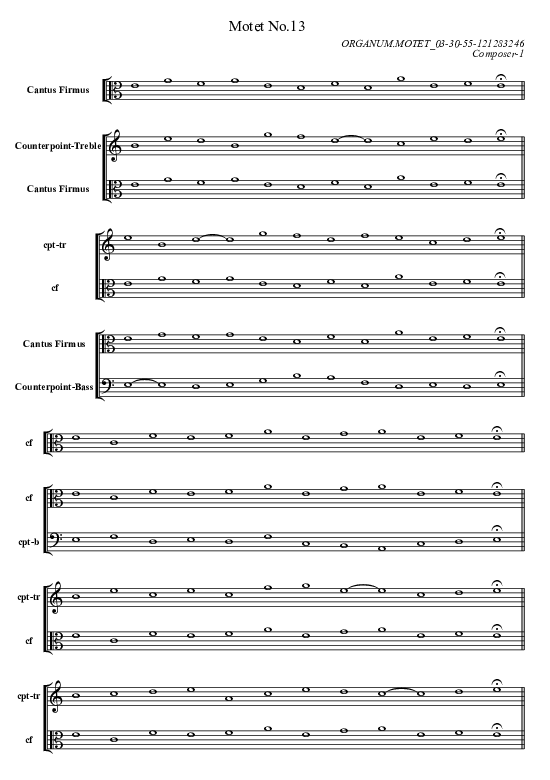 Motet No.13
ORGANUM.MOTET_03-30-55-121283246
Composer-1
Cantus Firmus
Counterpoint-Treble
Cantus Firmus
cpt-tr
cf
Cantus Firmus
Counterpoint-Bass
cf
cf
cpt-b
cpt-tr
cf
cpt-tr
cf